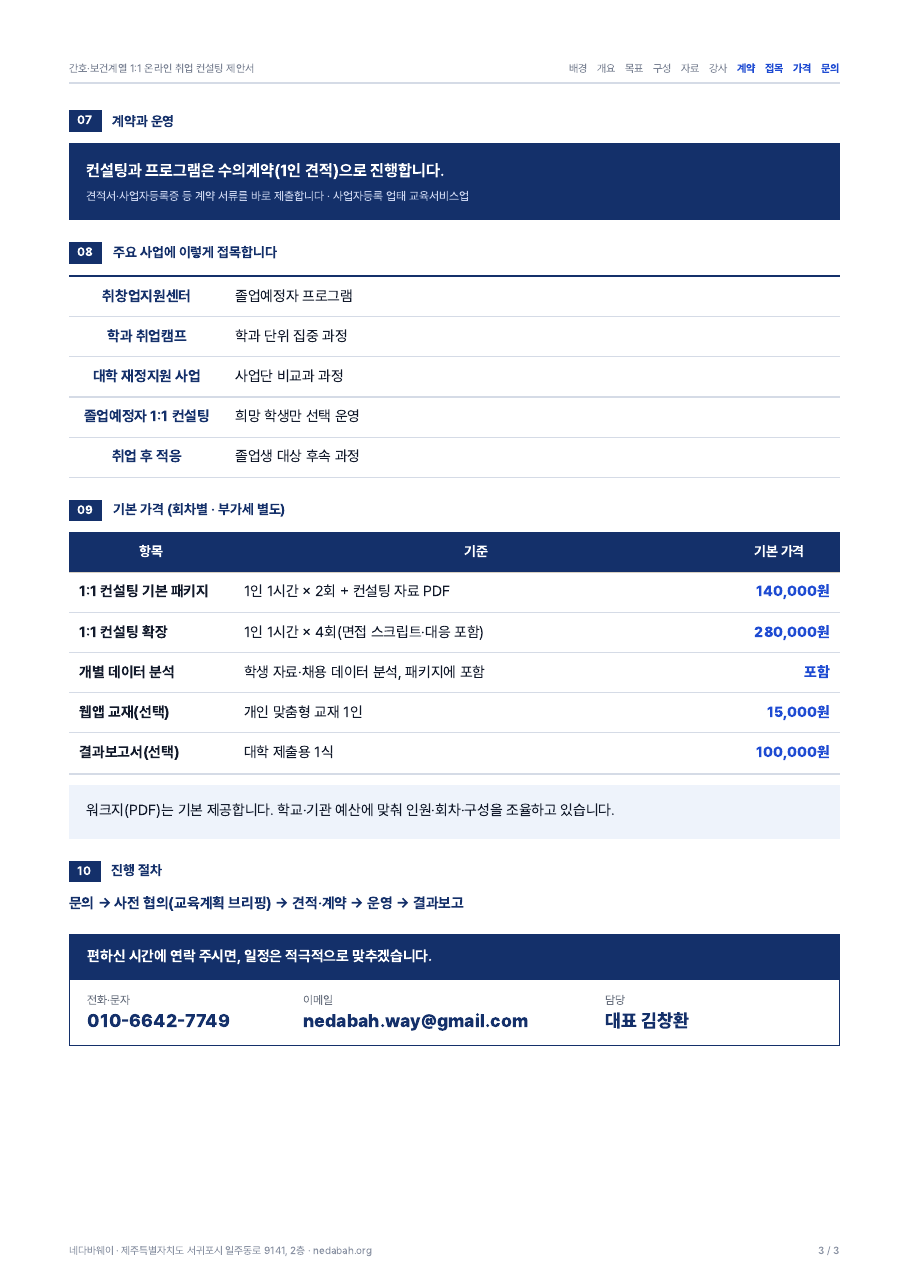 간호·보건계열 1:1 온라인 취업 컨설팅 제안서
배경 개요 목표 구성 자료 강사 계약 접목 가격 문의
07 계약과 운영
컨설팅과 프로그램은 수의계약(1인 견적)으로 진행합니다.
견적서·사업자등록증 등 계약 서류를 바로 제출합니다 · 사업자등록 업태 교육서비스업
08 주요 사업에 이렇게 접목합니다
취창업지원센터 졸업예정자 프로그램
학과 취업캠프 학과 단위 집중 과정
대학 재정지원 사업 사업단 비교과 과정
졸업예정자 1:1 컨설팅 희망 학생만 선택 운영
취업 후 적응 졸업생 대상 후속 과정
09 기본 가격 (회차별 · 부가세 별도)
항목 기준 기본 가격
1:1 컨설팅 기본 패키지 1인 1시간 × 2회 + 컨설팅 자료 PDF 140,000원
1:1 컨설팅 확장 1인 1시간 × 4회(면접 스크립트·대응 포함) 280,000원
개별 데이터 분석 학생 자료·채용 데이터 분석, 패키지에 포함 포함
웹앱 교재(선택) 개인 맞춤형 교재 1인 15,000원
결과보고서(선택) 대학 제출용 1식 100,000원
워크지(PDF)는 기본 제공합니다. 학교·기관 예산에 맞춰 인원·회차·구성을 조율하고 있습니다.
10 진행 절차
문의 → 사전 협의(교육계획 브리핑) → 견적·계약 → 운영 → 결과보고
편하신 시간에 연락 주시면, 일정은 적극적으로 맞추겠습니다.
전화·문자 이메일 담당
010-6642-7749 nedabah.way@gmail.com 대표 김창환
네다바웨이 · 제주특별자치도 서귀포시 일주동로 9141, 2층 · nedabah.org
3 / 3